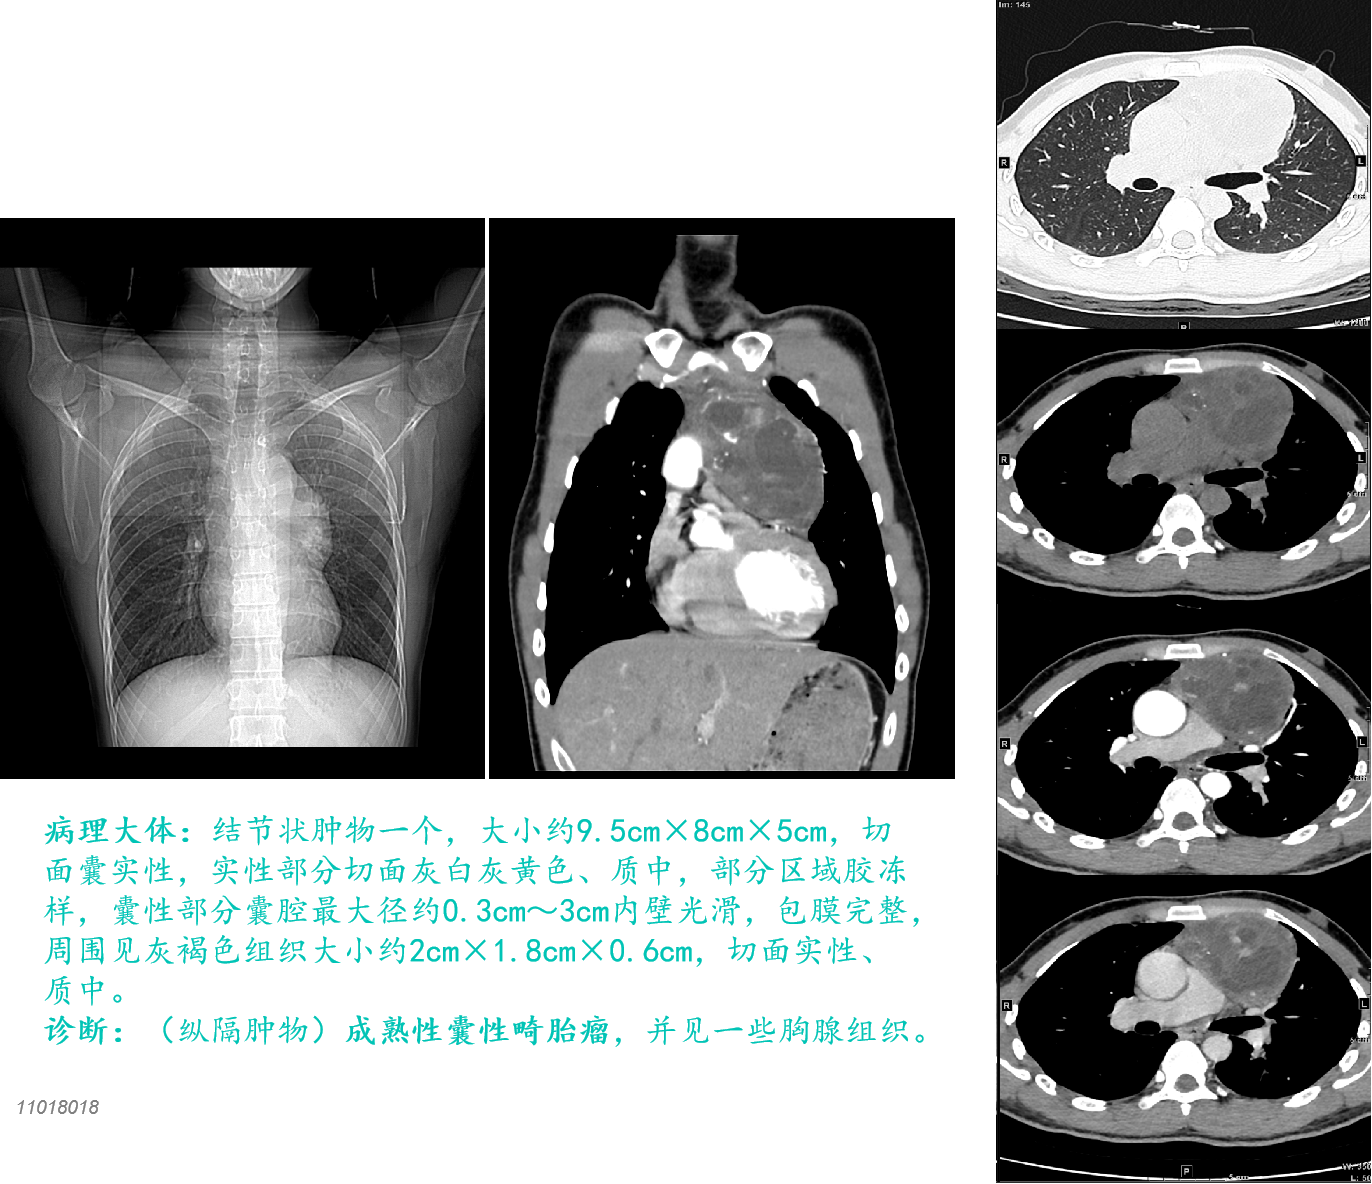 Im: 145
R
L
P
R
L
R
L
R
L
P
病理大体：结节状肿物一个，大小约9.5cm×8cm×5cm，切
面囊实性，实性部分切面灰白灰黄色、质中，部分区域胶冻
样，囊性部分囊腔最大径约0.3cm～3cm内壁光滑，包膜完整，
周围见灰褐色组织大小约2cm×1.8cm×0.6cm，切面实性、
质中。
诊断：（纵隔肿物）成熟性囊性畸胎瘤，并见一些胸腺组织。
11018018